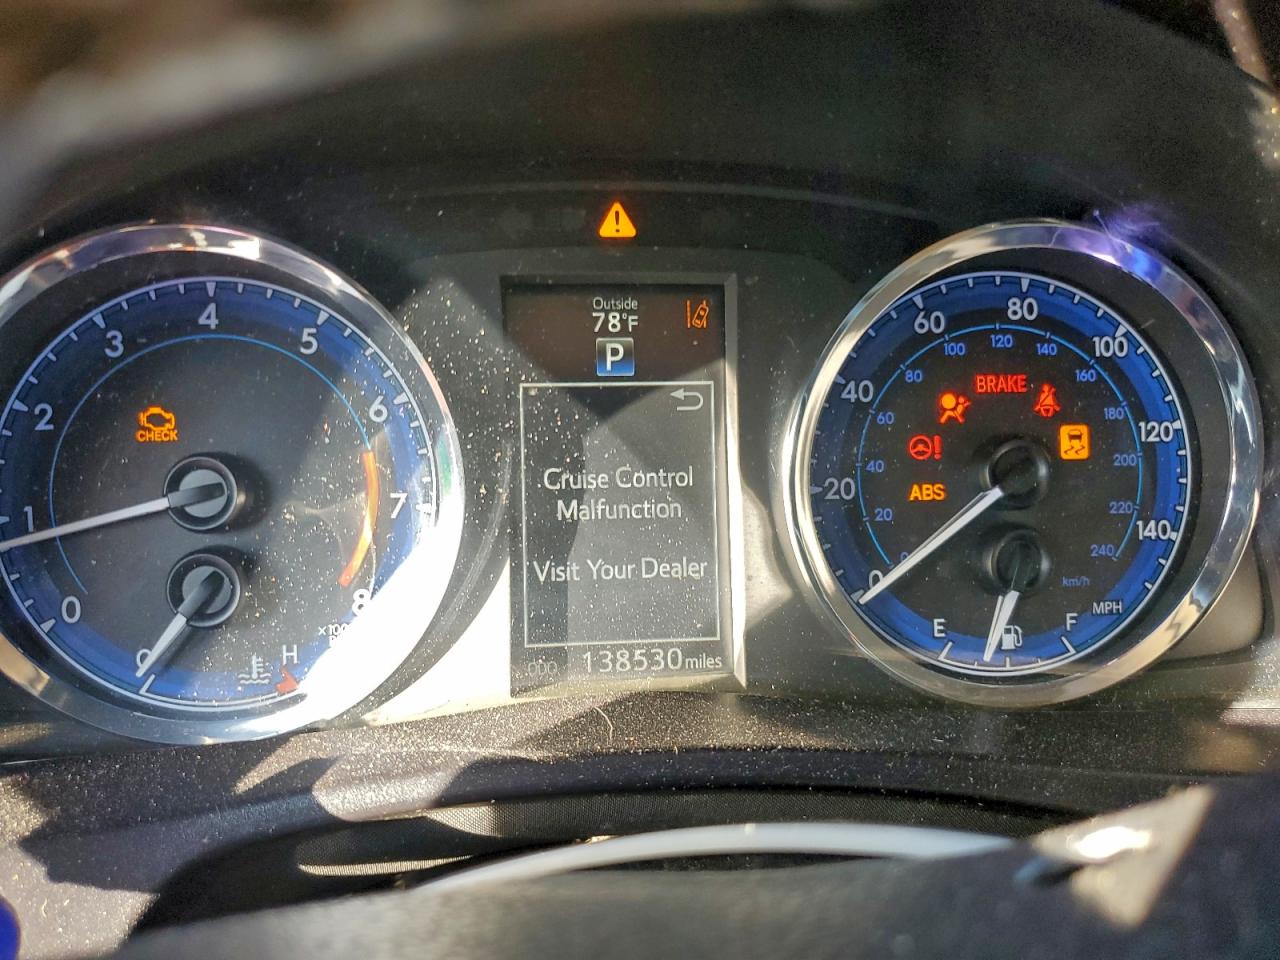 Outside
78°F
P
Cruise Control
Malfunction
Visit Your Dealer
ODO 138530 miles
0
1
2
3
4
5
6
7
8
CHECK
C
H
0
20
40
60
80
100
120
140
MPH
20
40
60
80
100
120
140
160
180
200
220
240
km/h
BRAKE
ABS
E
F